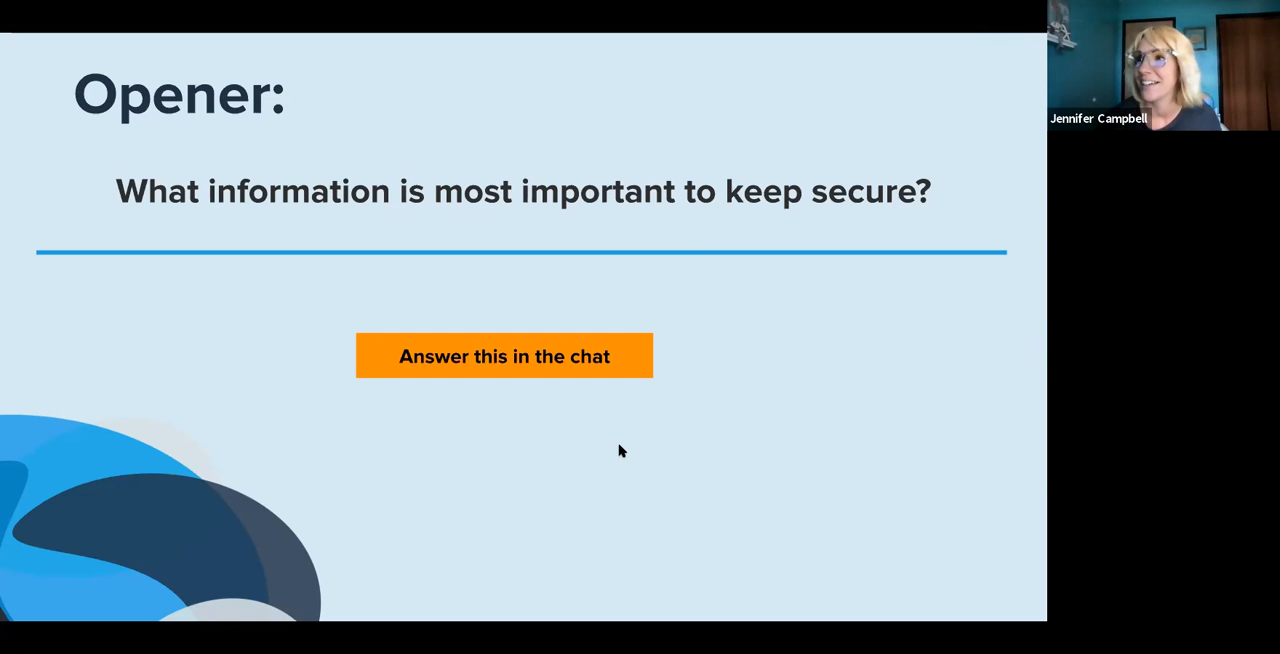 Opener:
What information is most important to keep secure?
Answer this in the chat
Jennifer Campbell